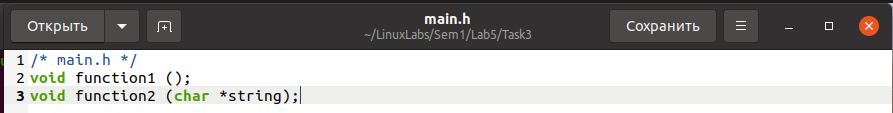 Открыть
main.h
~/LinuxLabs/Sem1/Lab5/Task3
Сохранить
1 /* main.h */
2 void function1 ();
3 void function2 (char *string);